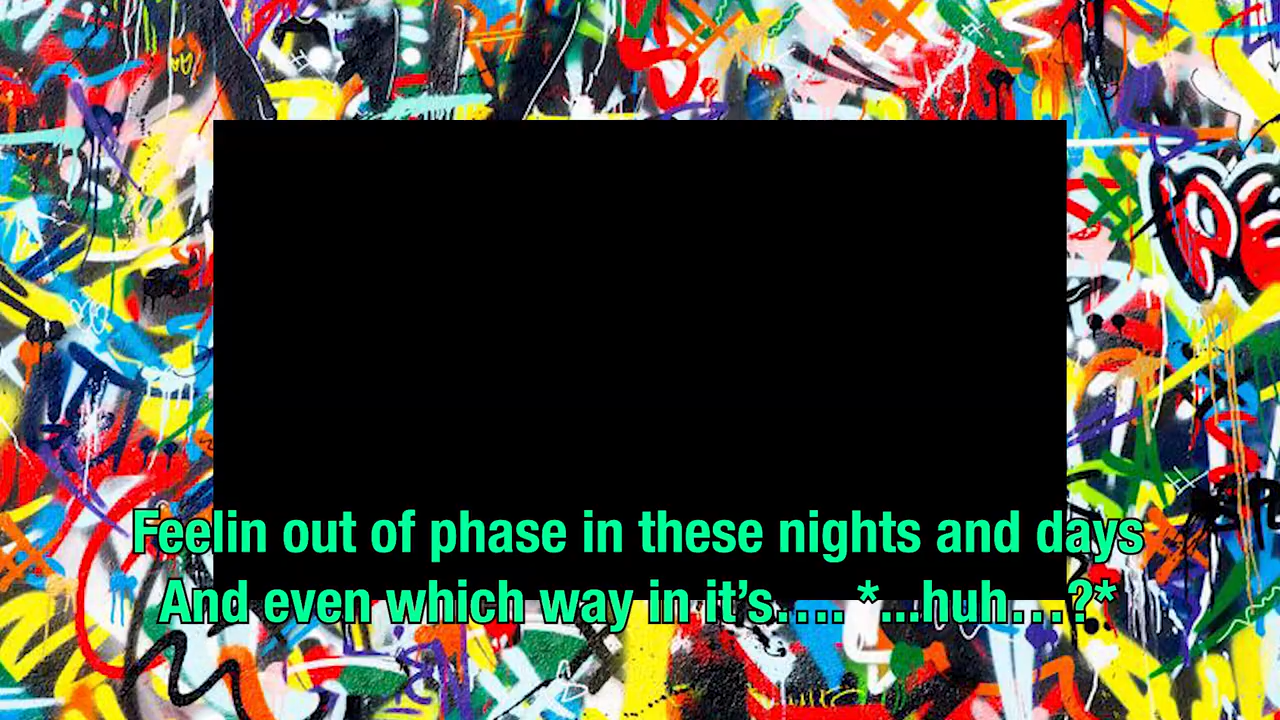 Feelin out of phase in these nights and days
And even which way in it’s…. *...huh…?*